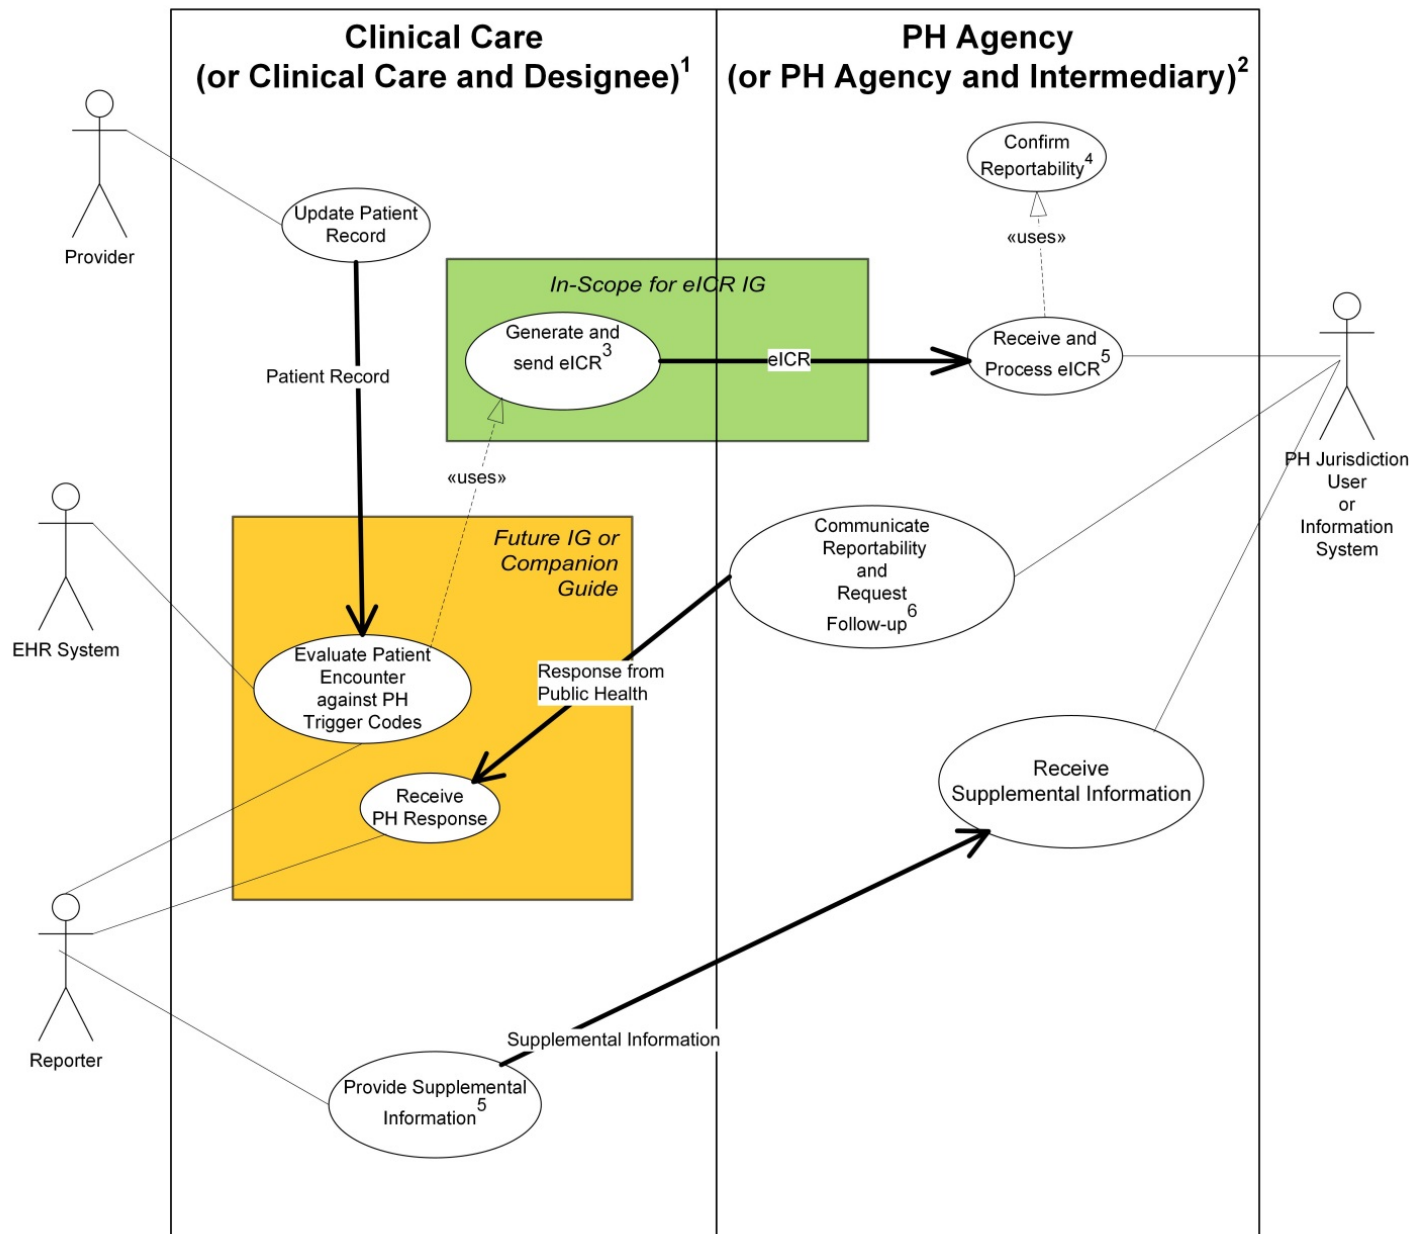 Clinical Care
(or Clinical Care and Designee)1
PH Agency
(or PH Agency and Intermediary)2
Provider
Update Patient
Record
Confirm
Reportability4
«uses»
In-Scope for eICR IG
Generate and
send eICR3
eICR
Receive and
Process eICR5
Patient Record
PH Jurisdiction
User
or
Information
System
«uses»
EHR System
Future IG or
Companion
Guide
Communicate
Reportability
and
Request
Follow-up6
Evaluate Patient
Encounter
against PH
Trigger Codes
Response from
Public Health
Receive
PH Response
Receive
Supplemental Information
Reporter
Supplemental Information
Provide Supplemental
Information5